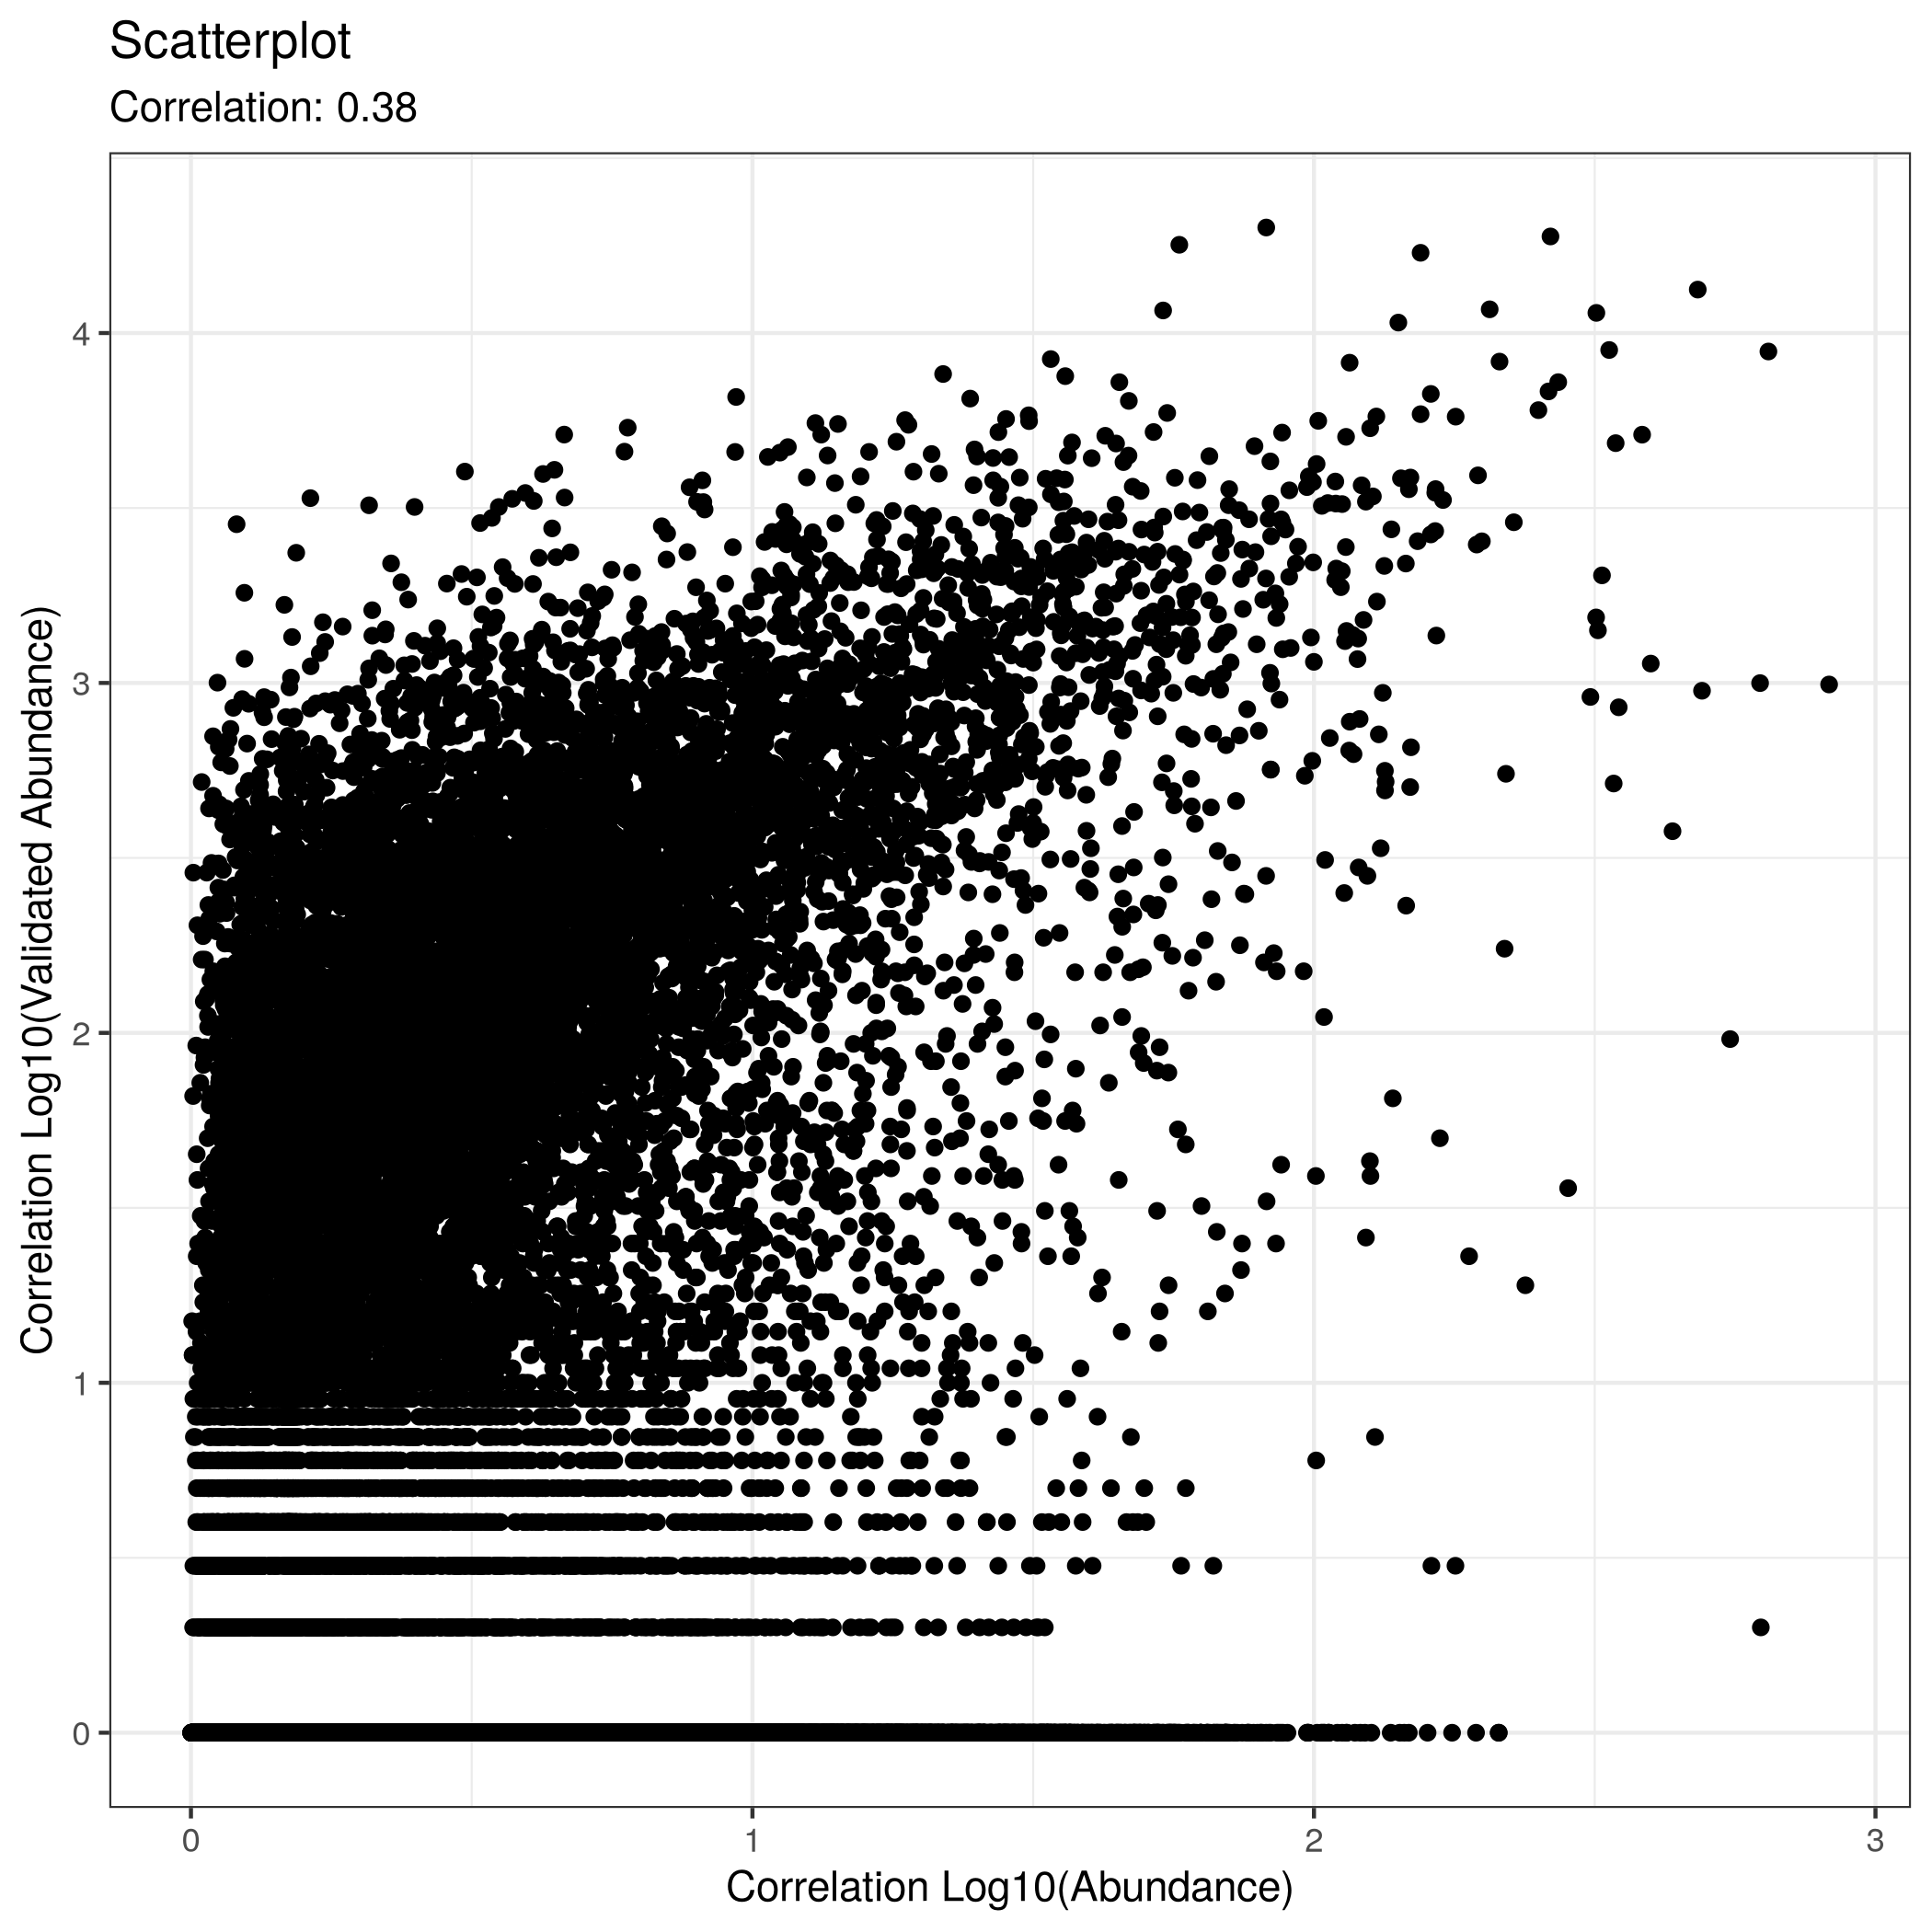 Scatterplot
Correlation: 0.38
Correlation Log10(Validated Abundance)
4
3
2
1
0
0 1 2 3
Correlation Log10(Abundance)